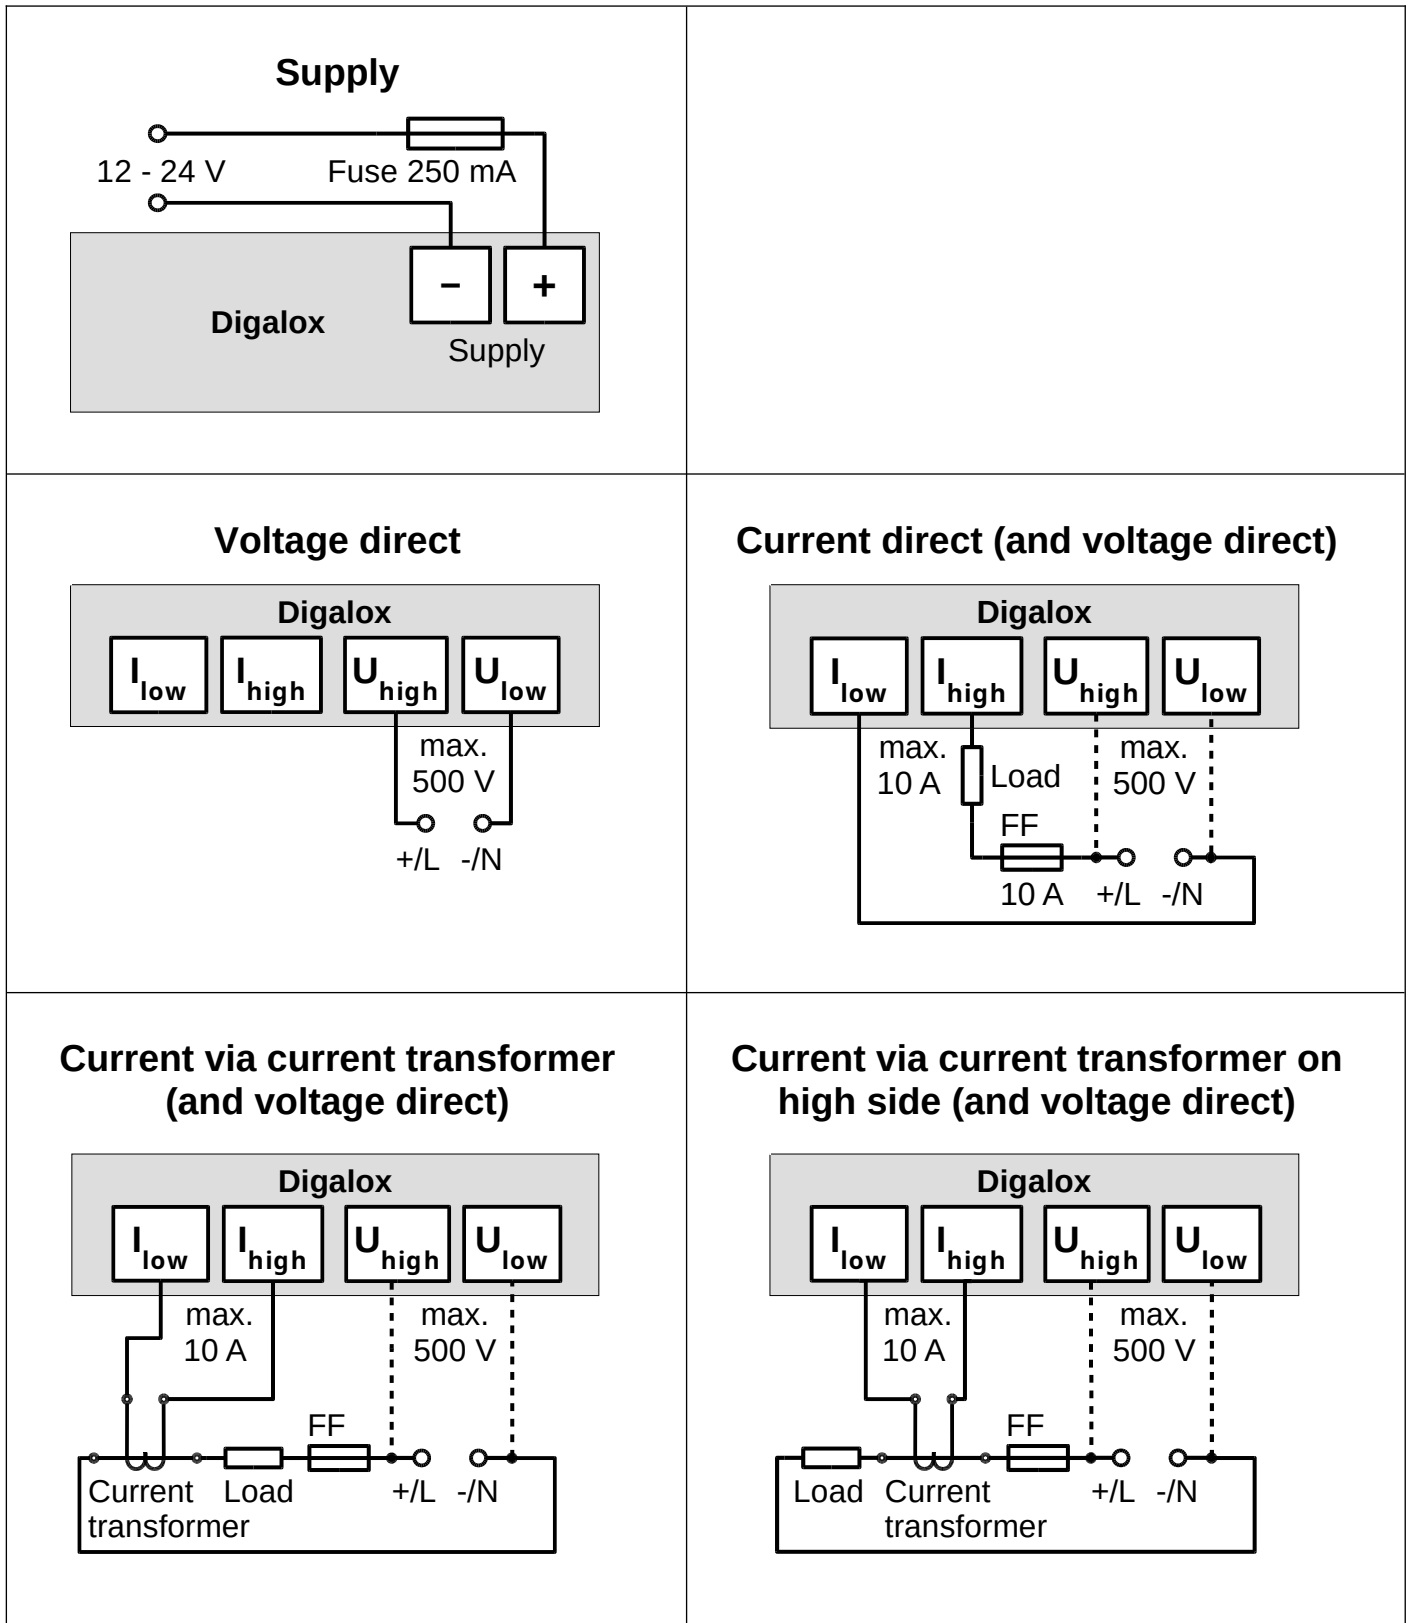 Supply
12 - 24 V
Fuse 250 mA
− +
Digalox
Supply
Voltage direct
Digalox
Ilow Ihigh Uhigh Ulow
max.
500 V
+/L -/N
Current direct (and voltage direct)
Digalox
Ilow Ihigh Uhigh Ulow
max. max.
10 A Load 500 V
FF
10 A +/L -/N
Current via current transformer
(and voltage direct)
Digalox
Ilow Ihigh Uhigh Ulow
max. max.
10 A 500 V
FF
Current Load +/L -/N
transformer
Current via current transformer on
high side (and voltage direct)
Digalox
Ilow Ihigh Uhigh Ulow
max. max.
10 A 500 V
FF
Load Current +/L -/N
transformer